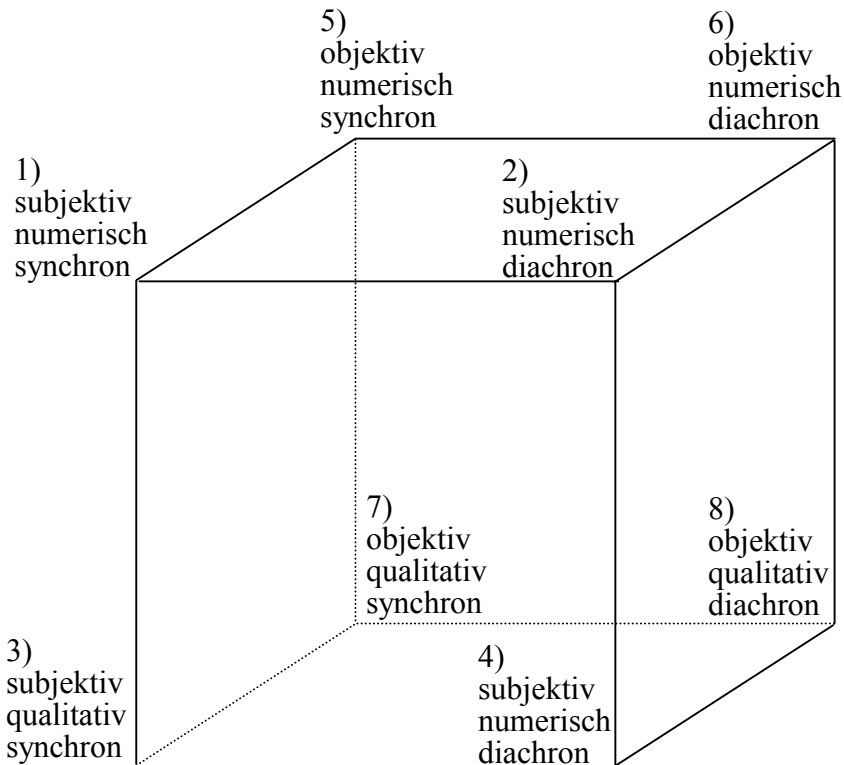 5)
objektiv
numerisch
synchron
6)
objektiv
numerisch
diachron
1)
subjektiv
numerisch
synchron
2)
subjektiv
numerisch
diachron
7)
objektiv
qualitativ
synchron
8)
objektiv
qualitativ
diachron
3)
subjektiv
qualitativ
synchron
4)
subjektiv
numerisch
diachron